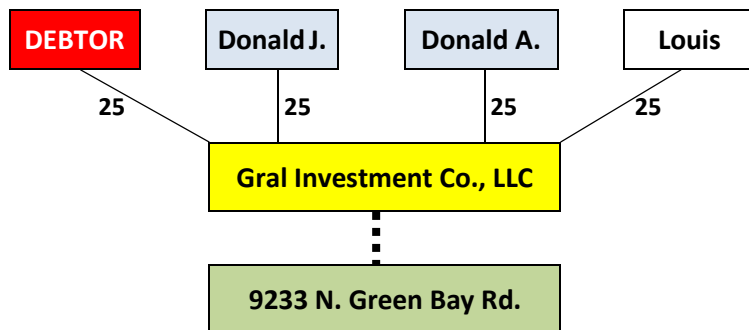 DEBTOR
Donald J.
Donald A.
Louis
25
25
25
25
Gral Investment Co., LLC
9233 N. Green Bay Rd.